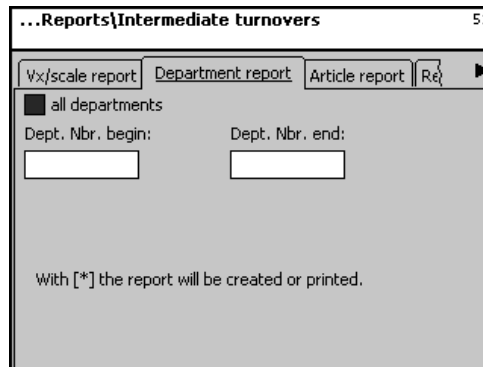 ...Reports\Intermediate turnovers
Vx/scale report Department report Article report
all departments
Dept. Nbr. begin: Dept. Nbr. end:
With [*] the report will be created or printed.